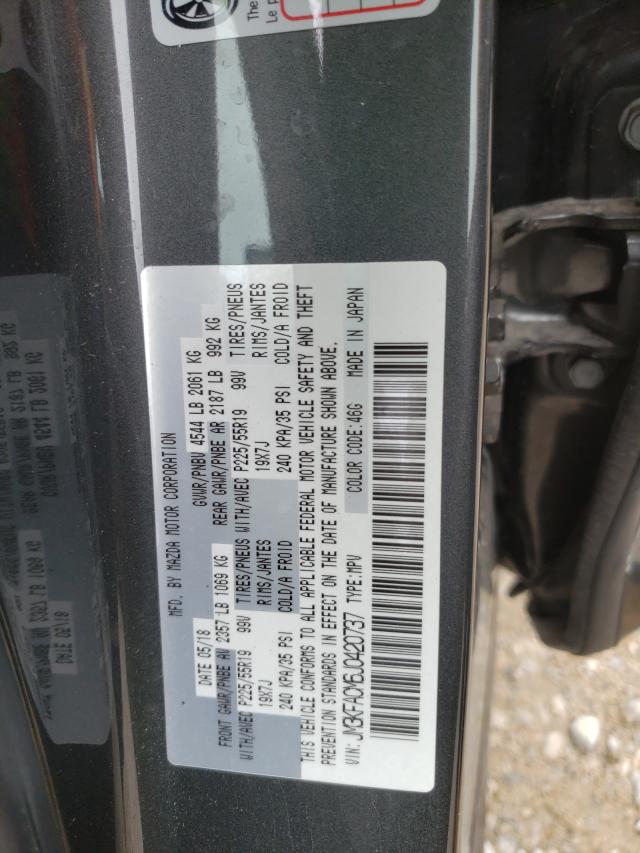 MFD. BY MAZDA MOTOR CORPORATION
DATE 05/18 GVWR/PNBV 4544 LB 2061 KG
FRONT GAWR/PNBE AV 2357 LB 1069 KG REAR GAWR/PNBE AR 2187 LB 992 KG
WITH/AVEC P225/55R19 99V TIRES/PNEUS WITH/AVEC P225/55R19 99V TIRES/PNEUS
19X7J RIMS/JANTES 19X7J RIMS/JANTES
240 KPA/35 PSI COLD/A FROID 240 KPA/35 PSI COLD/A FROID
THIS VEHICLE CONFORMS TO ALL APPLICABLE FEDERAL MOTOR VEHICLE SAFETY AND THEFT
PREVENTION STANDARDS IN EFFECT ON THE DATE OF MANUFACTURE SHOWN ABOVE.
VIN: JM3KFACM6J0420737 TYPE:MPV COLOR CODE:46G MADE IN JAPAN
The
Le